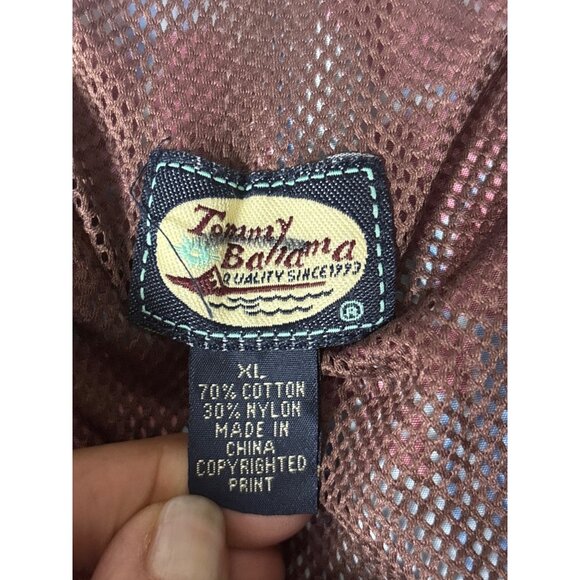 Tommy
Bahama
QUALITY SINCE 1993
®
XL
70% COTTON
30% NYLON
MADE IN
CHINA
COPYRIGHTED
PRINT